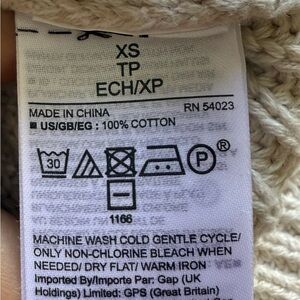 XS
TP
ECH/XP
MADE IN CHINA RN 54023
■ US/GB/EG : 100% COTTON
30 P ®
1166
MACHINE WASH COLD GENTLE CYCLE/
ONLY NON-CHLORINE BLEACH WHEN
NEEDED/ DRY FLAT/ WARM IRON
Imported By/Importe Par: Gap (UK
Holdings) Limited: GPS (Great Britain)